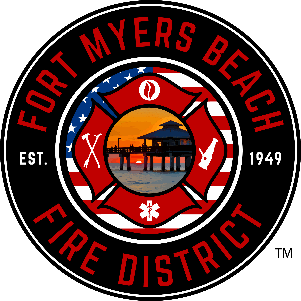 FORT MYERS BEACH
EST. 1949
FIRE DISTRICT
TM